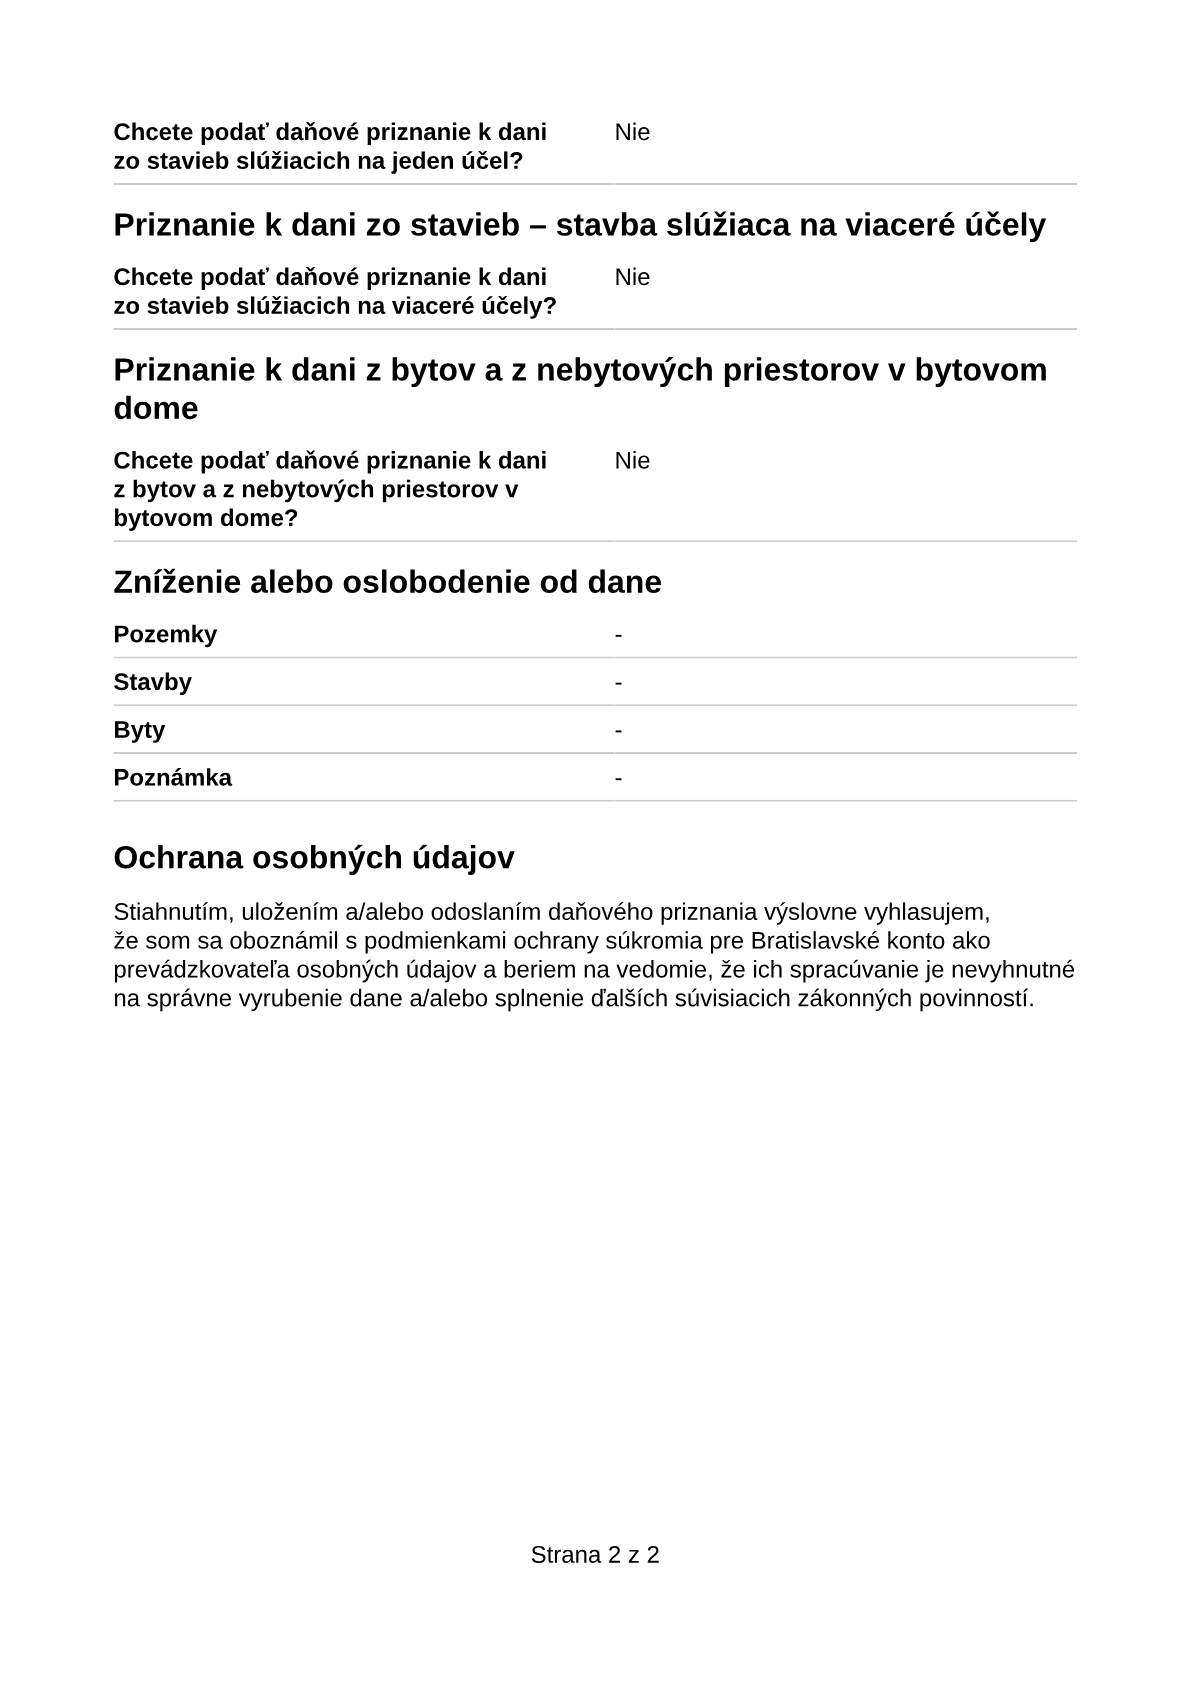 Chcete podať daňové priznanie k dani Nie
zo stavieb slúžiacich na jeden účel?
Priznanie k dani zo stavieb – stavba slúžiaca na viaceré účely
Chcete podať daňové priznanie k dani Nie
zo stavieb slúžiacich na viaceré účely?
Priznanie k dani z bytov a z nebytových priestorov v bytovom
dome
Chcete podať daňové priznanie k dani Nie
z bytov a z nebytových priestorov v
bytovom dome?
Zníženie alebo oslobodenie od dane
Pozemky -
Stavby -
Byty -
Poznámka -
Ochrana osobných údajov
Stiahnutím, uložením a/alebo odoslaním daňového priznania výslovne vyhlasujem,
že som sa oboznámil s podmienkami ochrany súkromia pre Bratislavské konto ako
prevádzkovateľa osobných údajov a beriem na vedomie, že ich spracúvanie je nevyhnutné
na správne vyrubenie dane a/alebo splnenie ďalších súvisiacich zákonných povinností.
Strana 2 z 2